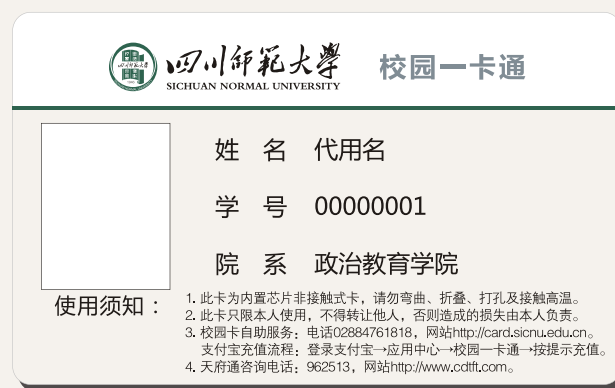 四川師範大學
SICHUAN NORMAL UNIVERSITY
校园一卡通
姓 名 代用名
学 号 00000001
院 系 政治教育学院
使用须知：
1. 此卡为内置芯片非接触式卡，请勿弯曲、折叠、打孔及接触高温。
2. 此卡只限本人使用，不得转让他人，否则造成的损失由本人负责。
3. 校园卡自助服务：电话02884761818，网站http://card.sicnu.edu.cn。
支付宝充值流程：登录支付宝→应用中心→校园一卡通→按提示充值。
4. 天府通咨询电话：962513，网站http://www.cdtft.com。